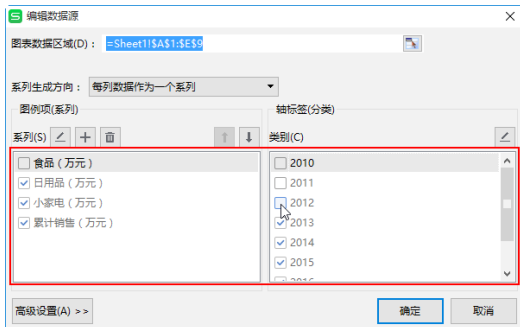 编辑数据源
图表数据区域(D)： =Sheet1!$A$1:$E$9
系列生成方向： 每列数据作为一个系列
图例项(系列)
系列(S)
食品（万元）
日用品（万元）
小家电（万元）
累计销售（万元）
轴标签(分类)
类别(C)
2010
2011
2012
2013
2014
2015
2016
高级设置(A) >>
确定
取消